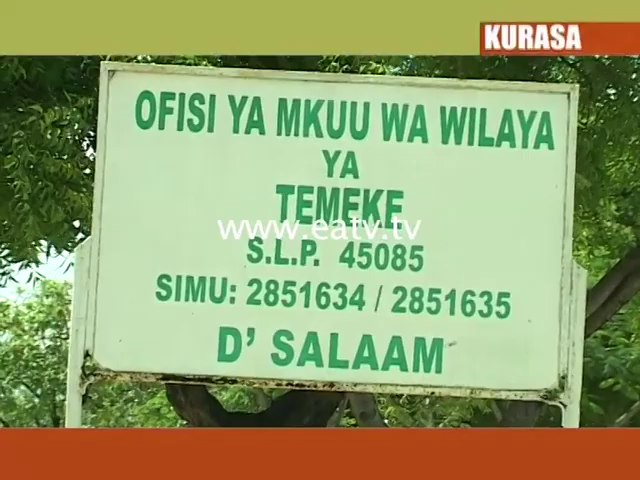 KURASA
OFISI YA MKUU WA WILAYA
YA
TEMEKE
www.eatv.tv
S.L.P. 45085
SIMU: 2851634 / 2851635
D' SALAAM